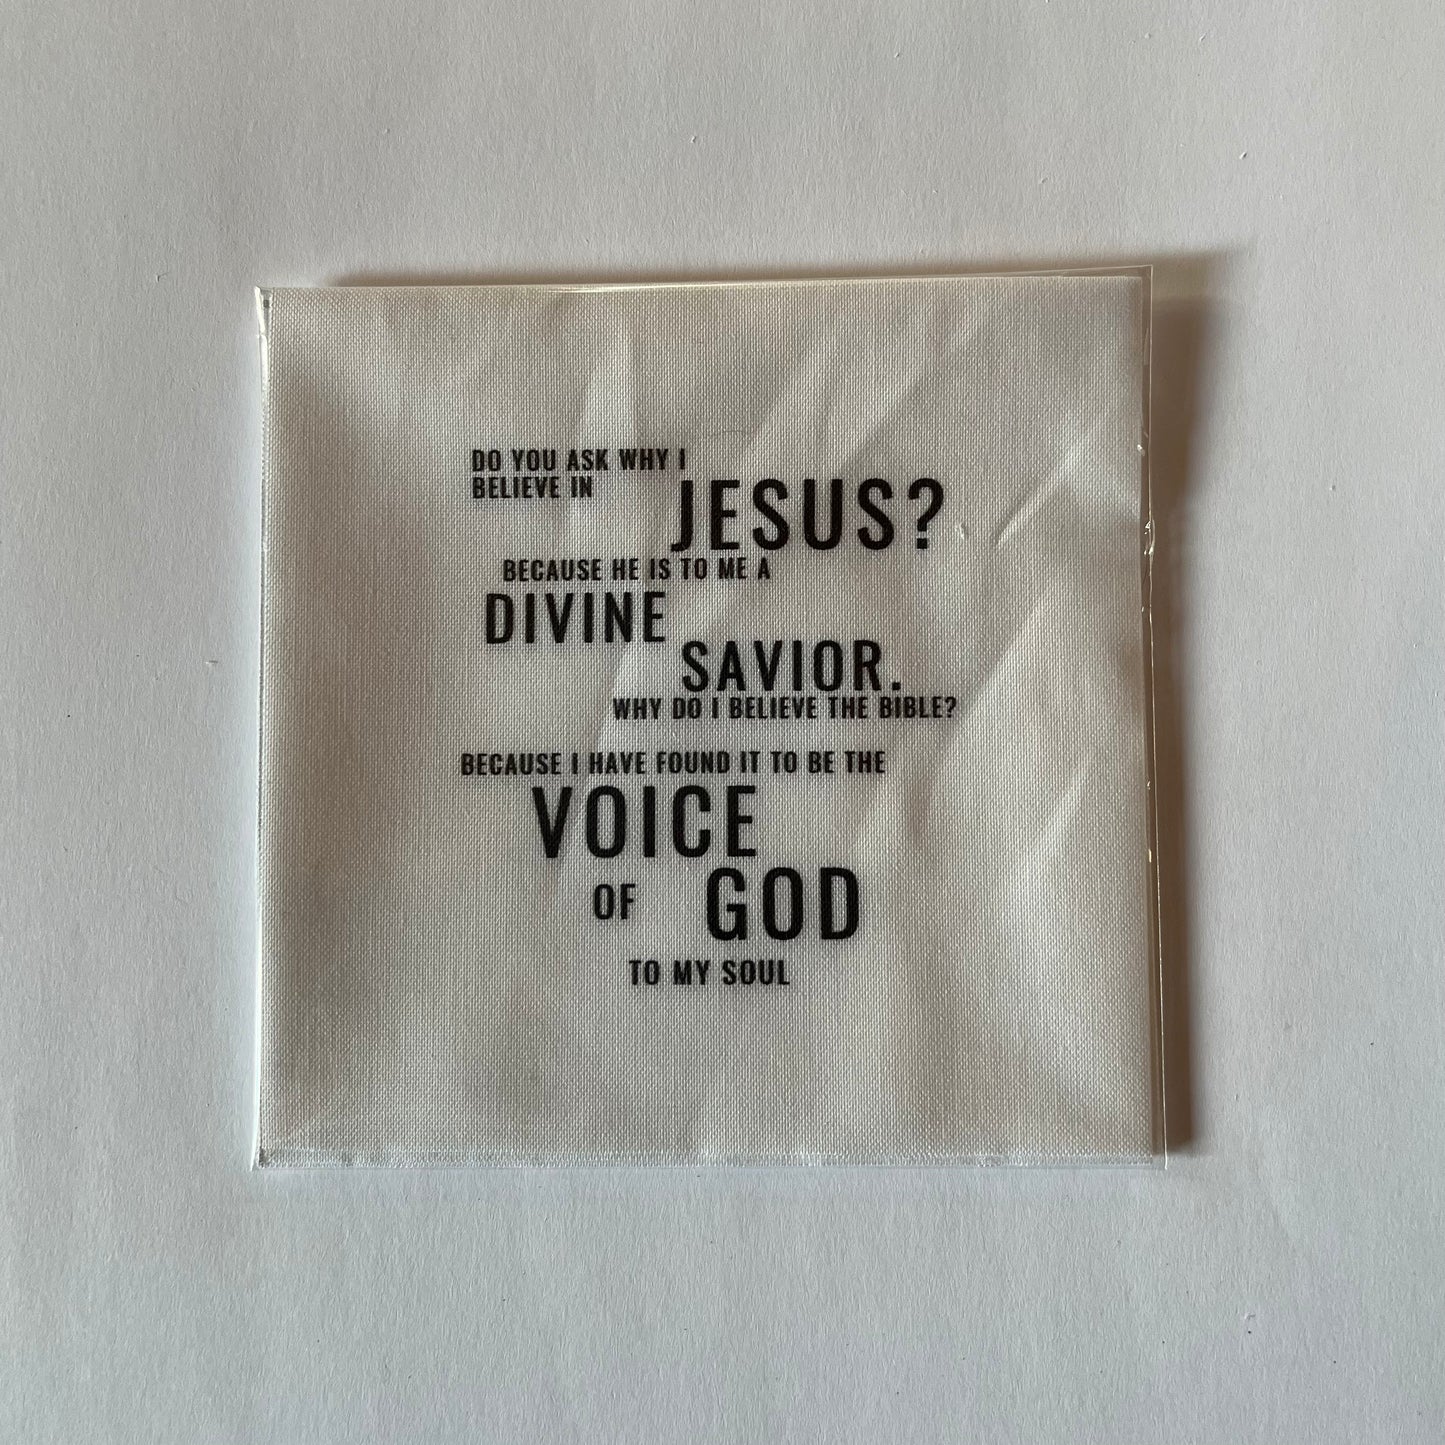 DO YOU ASK WHY I
BELIEVE IN
JESUS?
BECAUSE HE IS TO ME A
DIVINE
SAVIOR.
WHY DO I BELIEVE THE BIBLE?
BECAUSE I HAVE FOUND IT TO BE THE
VOICE
OF GOD
TO MY SOUL